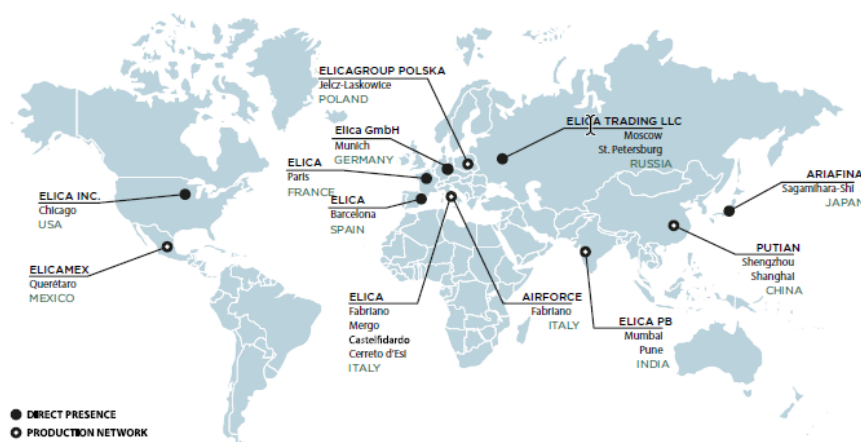 ELICAGROUP POLSKA
Jelcz-Laskowice
POLAND
Elica GmbH
Munich
GERMANY
ELICA TRADING LLC
Moscow
St. Petersburg
RUSSIA
ELICA
Paris
FRANCE
ELICA
Barcelona
SPAIN
ARIAFINA
Sagamihara-Shi
JAPAN
ELICA INC.
Chicago
USA
PUTIAN
Shengzhou
Shanghai
CHINA
ELICAMEX
Querétaro
MEXICO
ELICA
Fabriano
Mergo
Castelfidardo
Cerreto d'Esi
ITALY
AIRFORCE
Fabriano
ITALY
ELICA PB
Mumbai
Pune
INDIA
DIRECT PRESENCE
PRODUCTION NETWORK